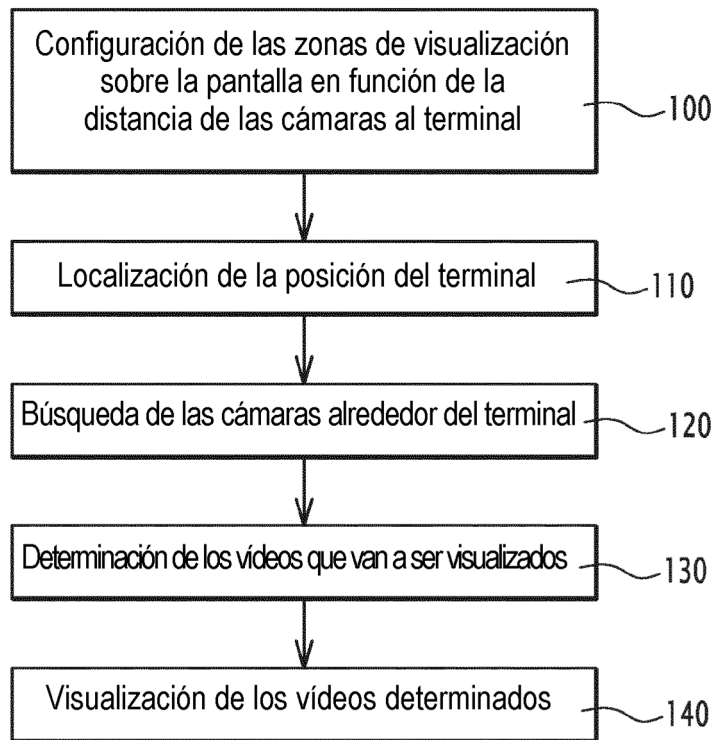 Configuración de las zonas de visualización
sobre la pantalla en función de la
distancia de las cámaras al terminal
100
Localización de la posición del terminal
110
Búsqueda de las cámaras alrededor del terminal
120
Determinación de los vídeos que van a ser visualizados
130
Visualización de los vídeos determinados
140